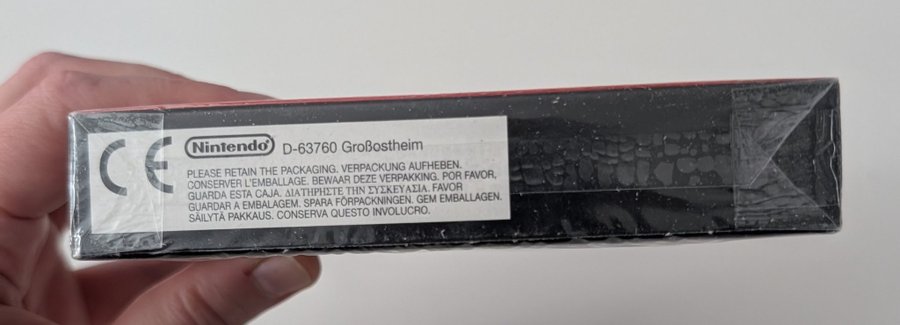 CE
Nintendo® D-63760 Großostheim
PLEASE RETAIN THE PACKAGING. VERPACKUNG AUFHEBEN.
CONSERVER L'EMBALLAGE. BEWAAR DEZE VERPAKKING. POR FAVOR,
GUARDA ESTA CAJA. ΔΙΑΤΗΡΗΣΤΕ ΤΗΝ ΣΥΣΚΕΥΑΣΙΑ. FAVOR
GUARDAR A EMBALAGEM. SPARA FÖRPACKNINGEN. GEM EMBALLAGEN.
SÄILYTÄ PAKKAUS. CONSERVA QUESTO INVOLUCRO.